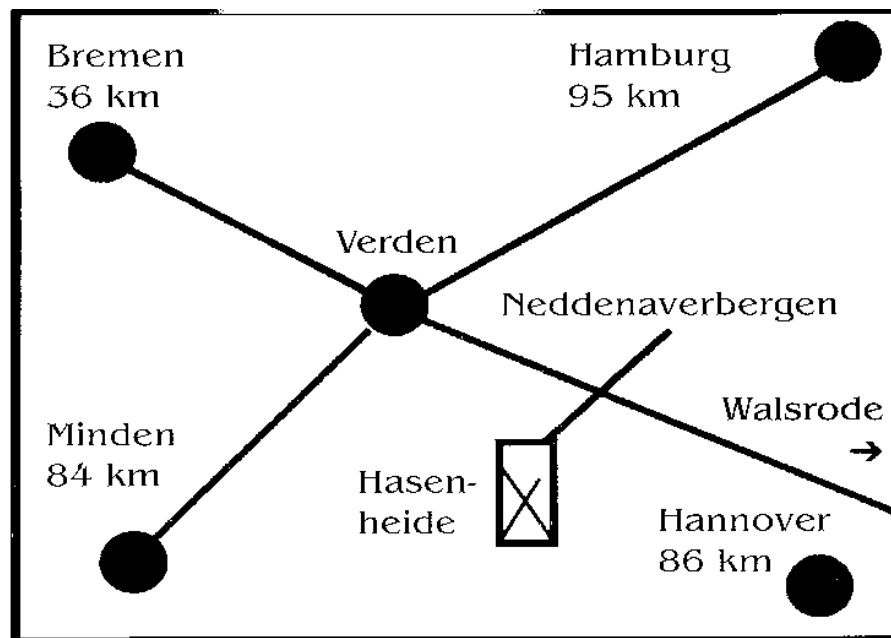 Bremen
36 km
Hamburg
95 km
Verden
Neddenaverbergen
Walsrode
→
Minden
84 km
Hasen-
heide
Hannover
86 km